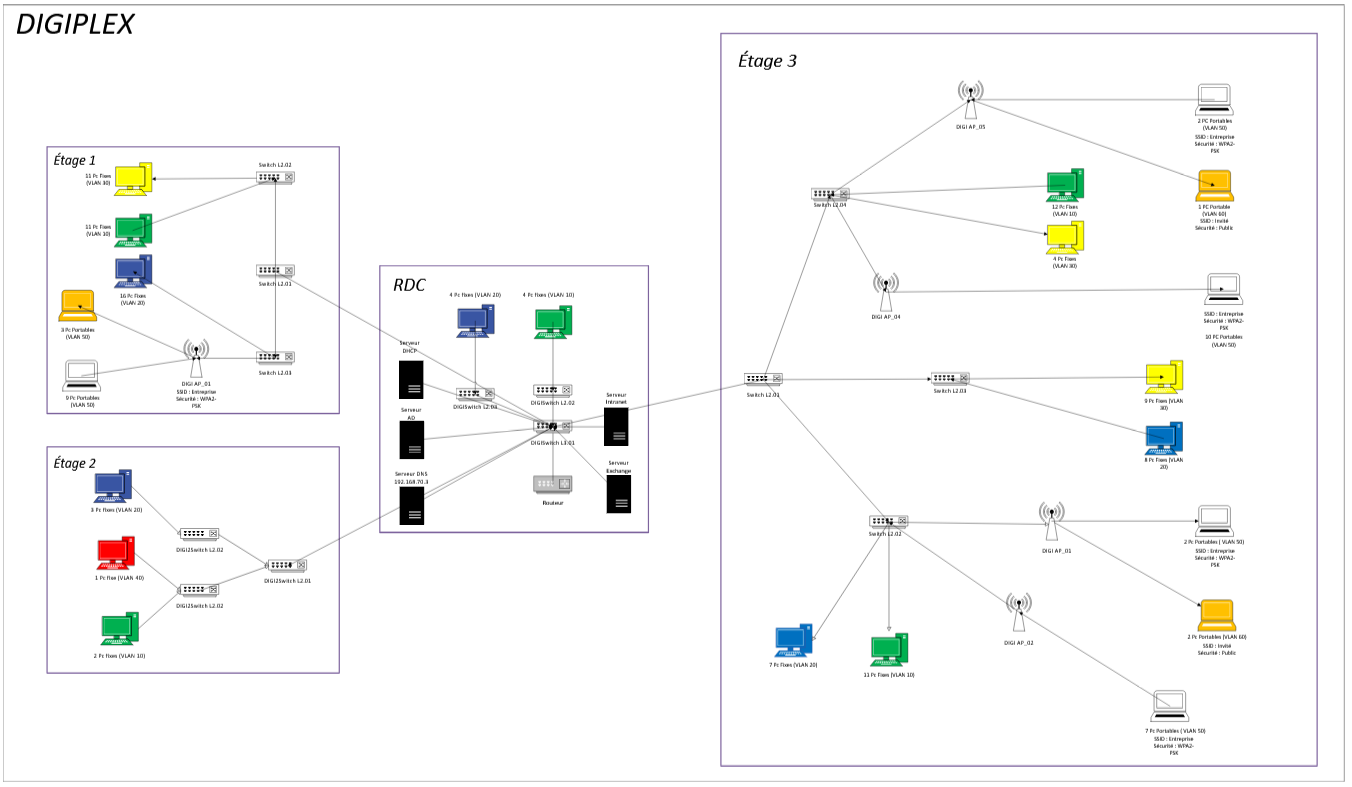 DIGIPLEX
Étage 1
11 Pc Fixes
(VLAN 30)
Switch L2.02
11 Pc Fixes
(VLAN 10)
16 Pc Fixes
(VLAN 20)
Switch L2.01
3 Pc Portables
(VLAN 50)
Switch L2.03
DIGI AP_01
SSID : Entreprise
Sécurité : WPA2-
PSK
9 Pc Portables
(VLAN 50)
Étage 2
3 Pc fixes (VLAN 20)
DIGI2Switch L2.02
1 Pc fixe (VLAN 40)
DIGI2Switch L2.01
DIGI2Switch L2.02
2 Pc fixes (VLAN 10)
RDC
4 Pc fixes (VLAN 20)
4 Pc fixes (VLAN 10)
Serveur
DHCP
DIGISwitch L2.03
DIGISwitch L2.02
Serveur
Intranet
Serveur
AD
DIGISwitch L3.01
Serveur DNS
192.168.70.3
Serveur
Exchange
Routeur
Étage 3
DIGI AP_05
2 PC Portables
(VLAN 50)
SSID : Entreprise
Sécurité : WPA2-
PSK
Switch L2.04
12 Pc Fixes
(VLAN 10)
1 PC Portable
(VLAN 60)
SSID : Invité
Sécurité : Public
4 Pc Fixes
(VLAN 30)
DIGI AP_04
SSID : Entreprise
Sécurité : WPA2-
PSK
10 PC Portables
(VLAN 50)
Switch L2.01
Switch L2.03
9 Pc Fixes (VLAN
30)
8 Pc Fixes (VLAN
20)
Switch L2.02
DIGI AP_01
2 Pc Portables ( VLAN 50)
SSID : Entreprise
Sécurité : WPA2-
PSK
DIGI AP_02
2 Pc Portables (VLAN 60)
SSID : Invité
Sécurité : Public
7 Pc Fixes (VLAN 20)
11 Pc Fixes (VLAN 10)
7 Pc Portables ( VLAN 50)
SSID : Entreprise
Sécurité : WPA2-
PSK